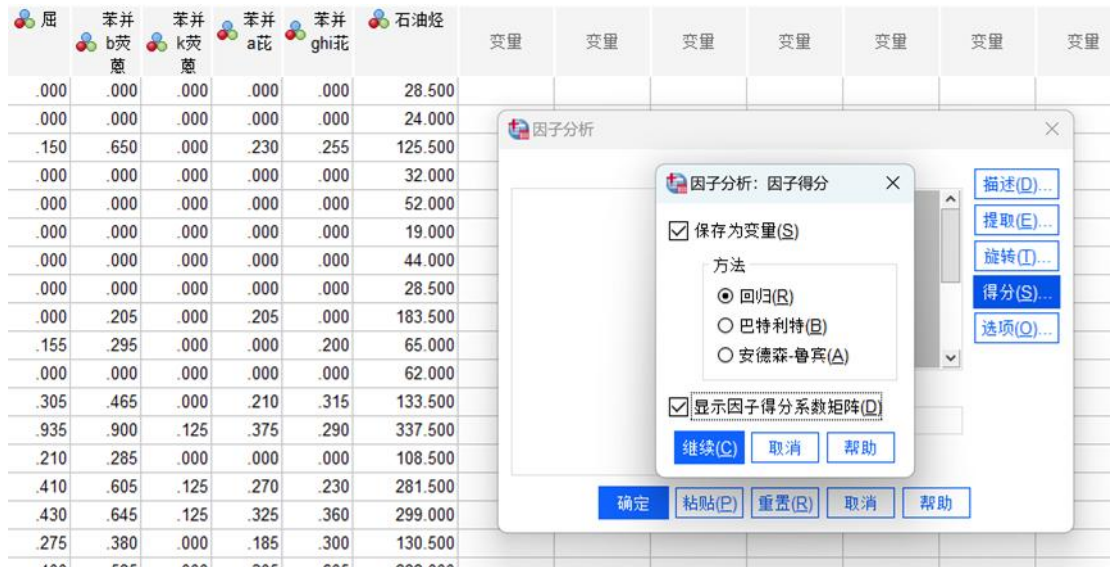 屈 苯并b荧蒽 苯并k荧蒽 苯并a芘 苯并ghi苝 石油烃 变量 变量 变量 变量 变量 变量 变量
.000 .000 .000 .000 .000 28.500
.000 .000 .000 .000 .000 24.000
.150 .650 .000 .230 .255 125.500
.000 .000 .000 .000 .000 32.000
.000 .000 .000 .000 .000 52.000
.000 .000 .000 .000 .000 19.000
.000 .000 .000 .000 .000 44.000
.000 .000 .000 .000 .000 28.500
.000 .205 .000 .205 .000 183.500
.155 .295 .000 .000 .200 65.000
.000 .000 .000 .000 .000 62.000
.305 .465 .000 .210 .315 133.500
.935 .900 .125 .375 .290 337.500
.210 .285 .000 .000 .000 108.500
.410 .605 .125 .270 .230 281.500
.430 .645 .125 .325 .360 299.000
.275 .380 .000 .185 .300 130.500
因子分析
因子分析：因子得分
保存为变量(S)
方法
回归(R)
巴特利特(B)
安德森-鲁宾(A)
显示因子得分系数矩阵(D)
继续(C) 取消 帮助
描述(D)...
提取(E)...
旋转(T)...
得分(S)...
选项(O)...
确定 粘贴(P) 重置(R) 取消 帮助